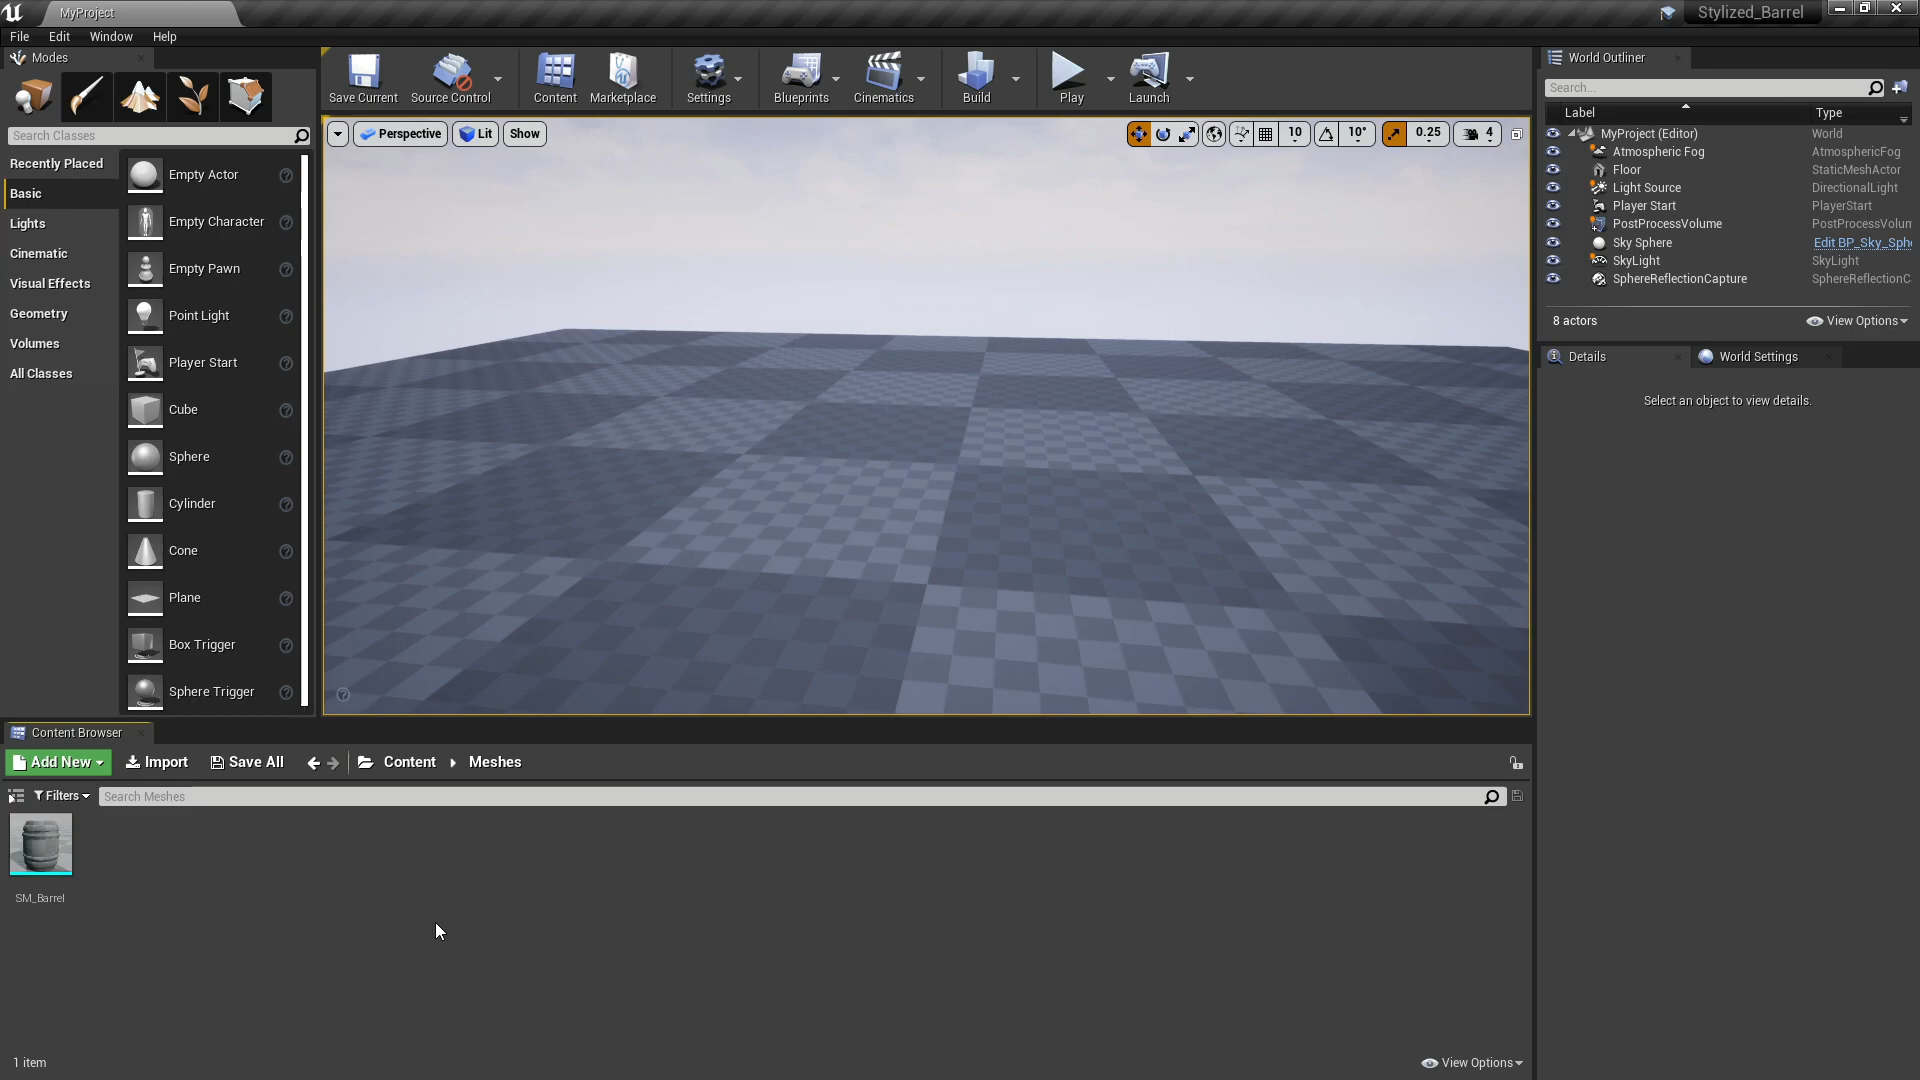 MyProject
Stylized_Barrel
File Edit Window Help
Modes
Search Classes
Recently Placed
Basic
Lights
Cinematic
Visual Effects
Geometry
Volumes
All Classes
Empty Actor
Empty Character
Empty Pawn
Point Light
Player Start
Cube
Sphere
Cylinder
Cone
Plane
Box Trigger
Sphere Trigger
Save Current Source Control Content Marketplace Settings Blueprints Cinematics Build Play Launch
Perspective Lit Show 10 10° 0.25 4
World Outliner
Search...
Label Type
MyProject (Editor) World
Atmospheric Fog AtmosphericFog
Floor StaticMeshActor
Light Source DirectionalLight
Player Start PlayerStart
PostProcessVolume PostProcessVolum
Sky Sphere Edit BP_Sky_Sph
SkyLight SkyLight
SphereReflectionCapture SphereReflectionC
8 actors View Options
Details World Settings
Select an object to view details.
Content Browser
Add New Import Save All Content Meshes
Filters Search Meshes
SM_Barrel
1 item View Options